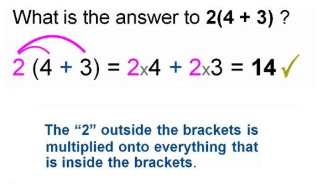 What is the answer to 2(4 + 3) ?
2 (4 + 3) = 2x4 + 2x3 = 14 ✓
The “2” outside the brackets is
multiplied onto everything that
is inside the brackets.